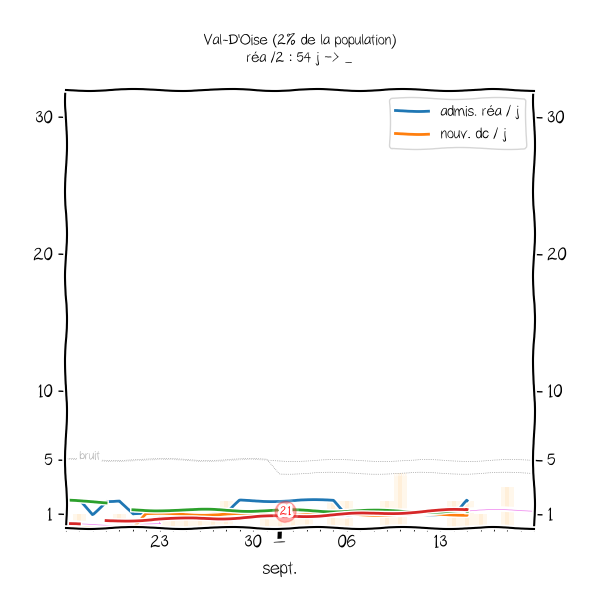 Val-D'Oise (2% de la population)
réa /2 : 54 j -> _
admis. réa / j
nouv. dc / j
30 30
20 20
10 10
bruit
5 5
21
1 1
23 30 06 13
sept.